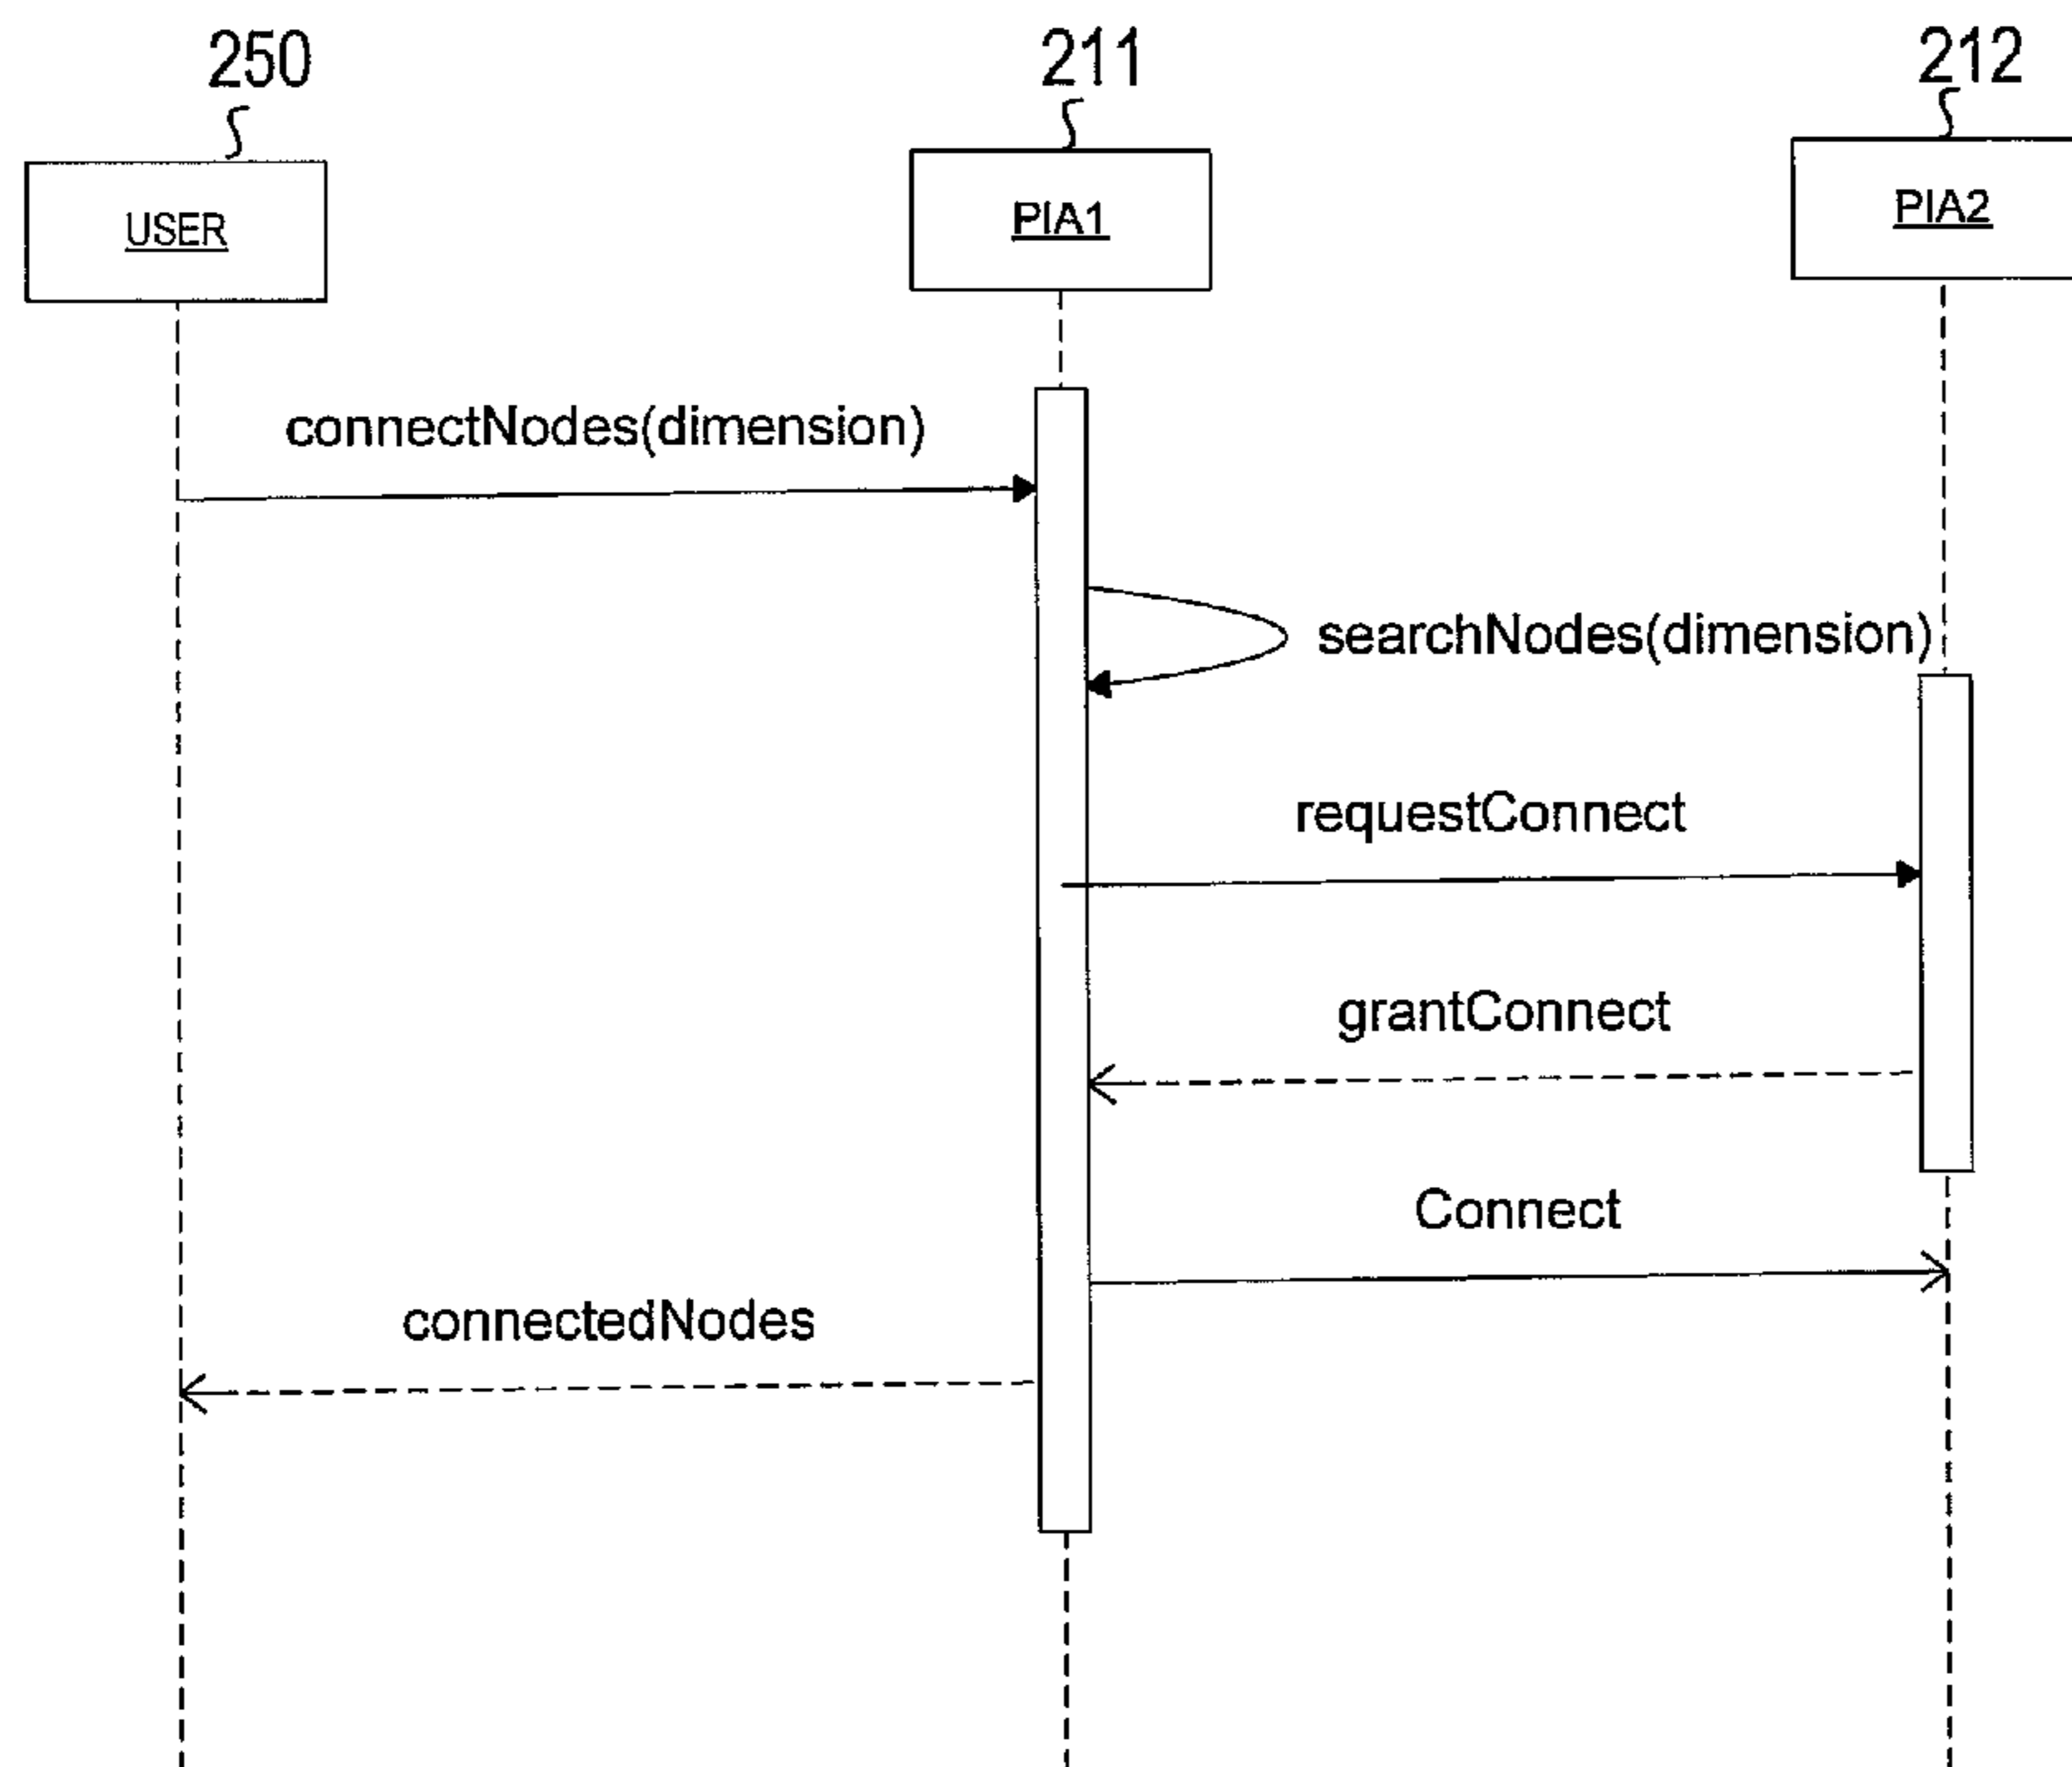 250
211
212
USER
PIA1
PIA2
connectNodes(dimension)
searchNodes(dimension)
requestConnect
grantConnect
Connect
connectedNodes